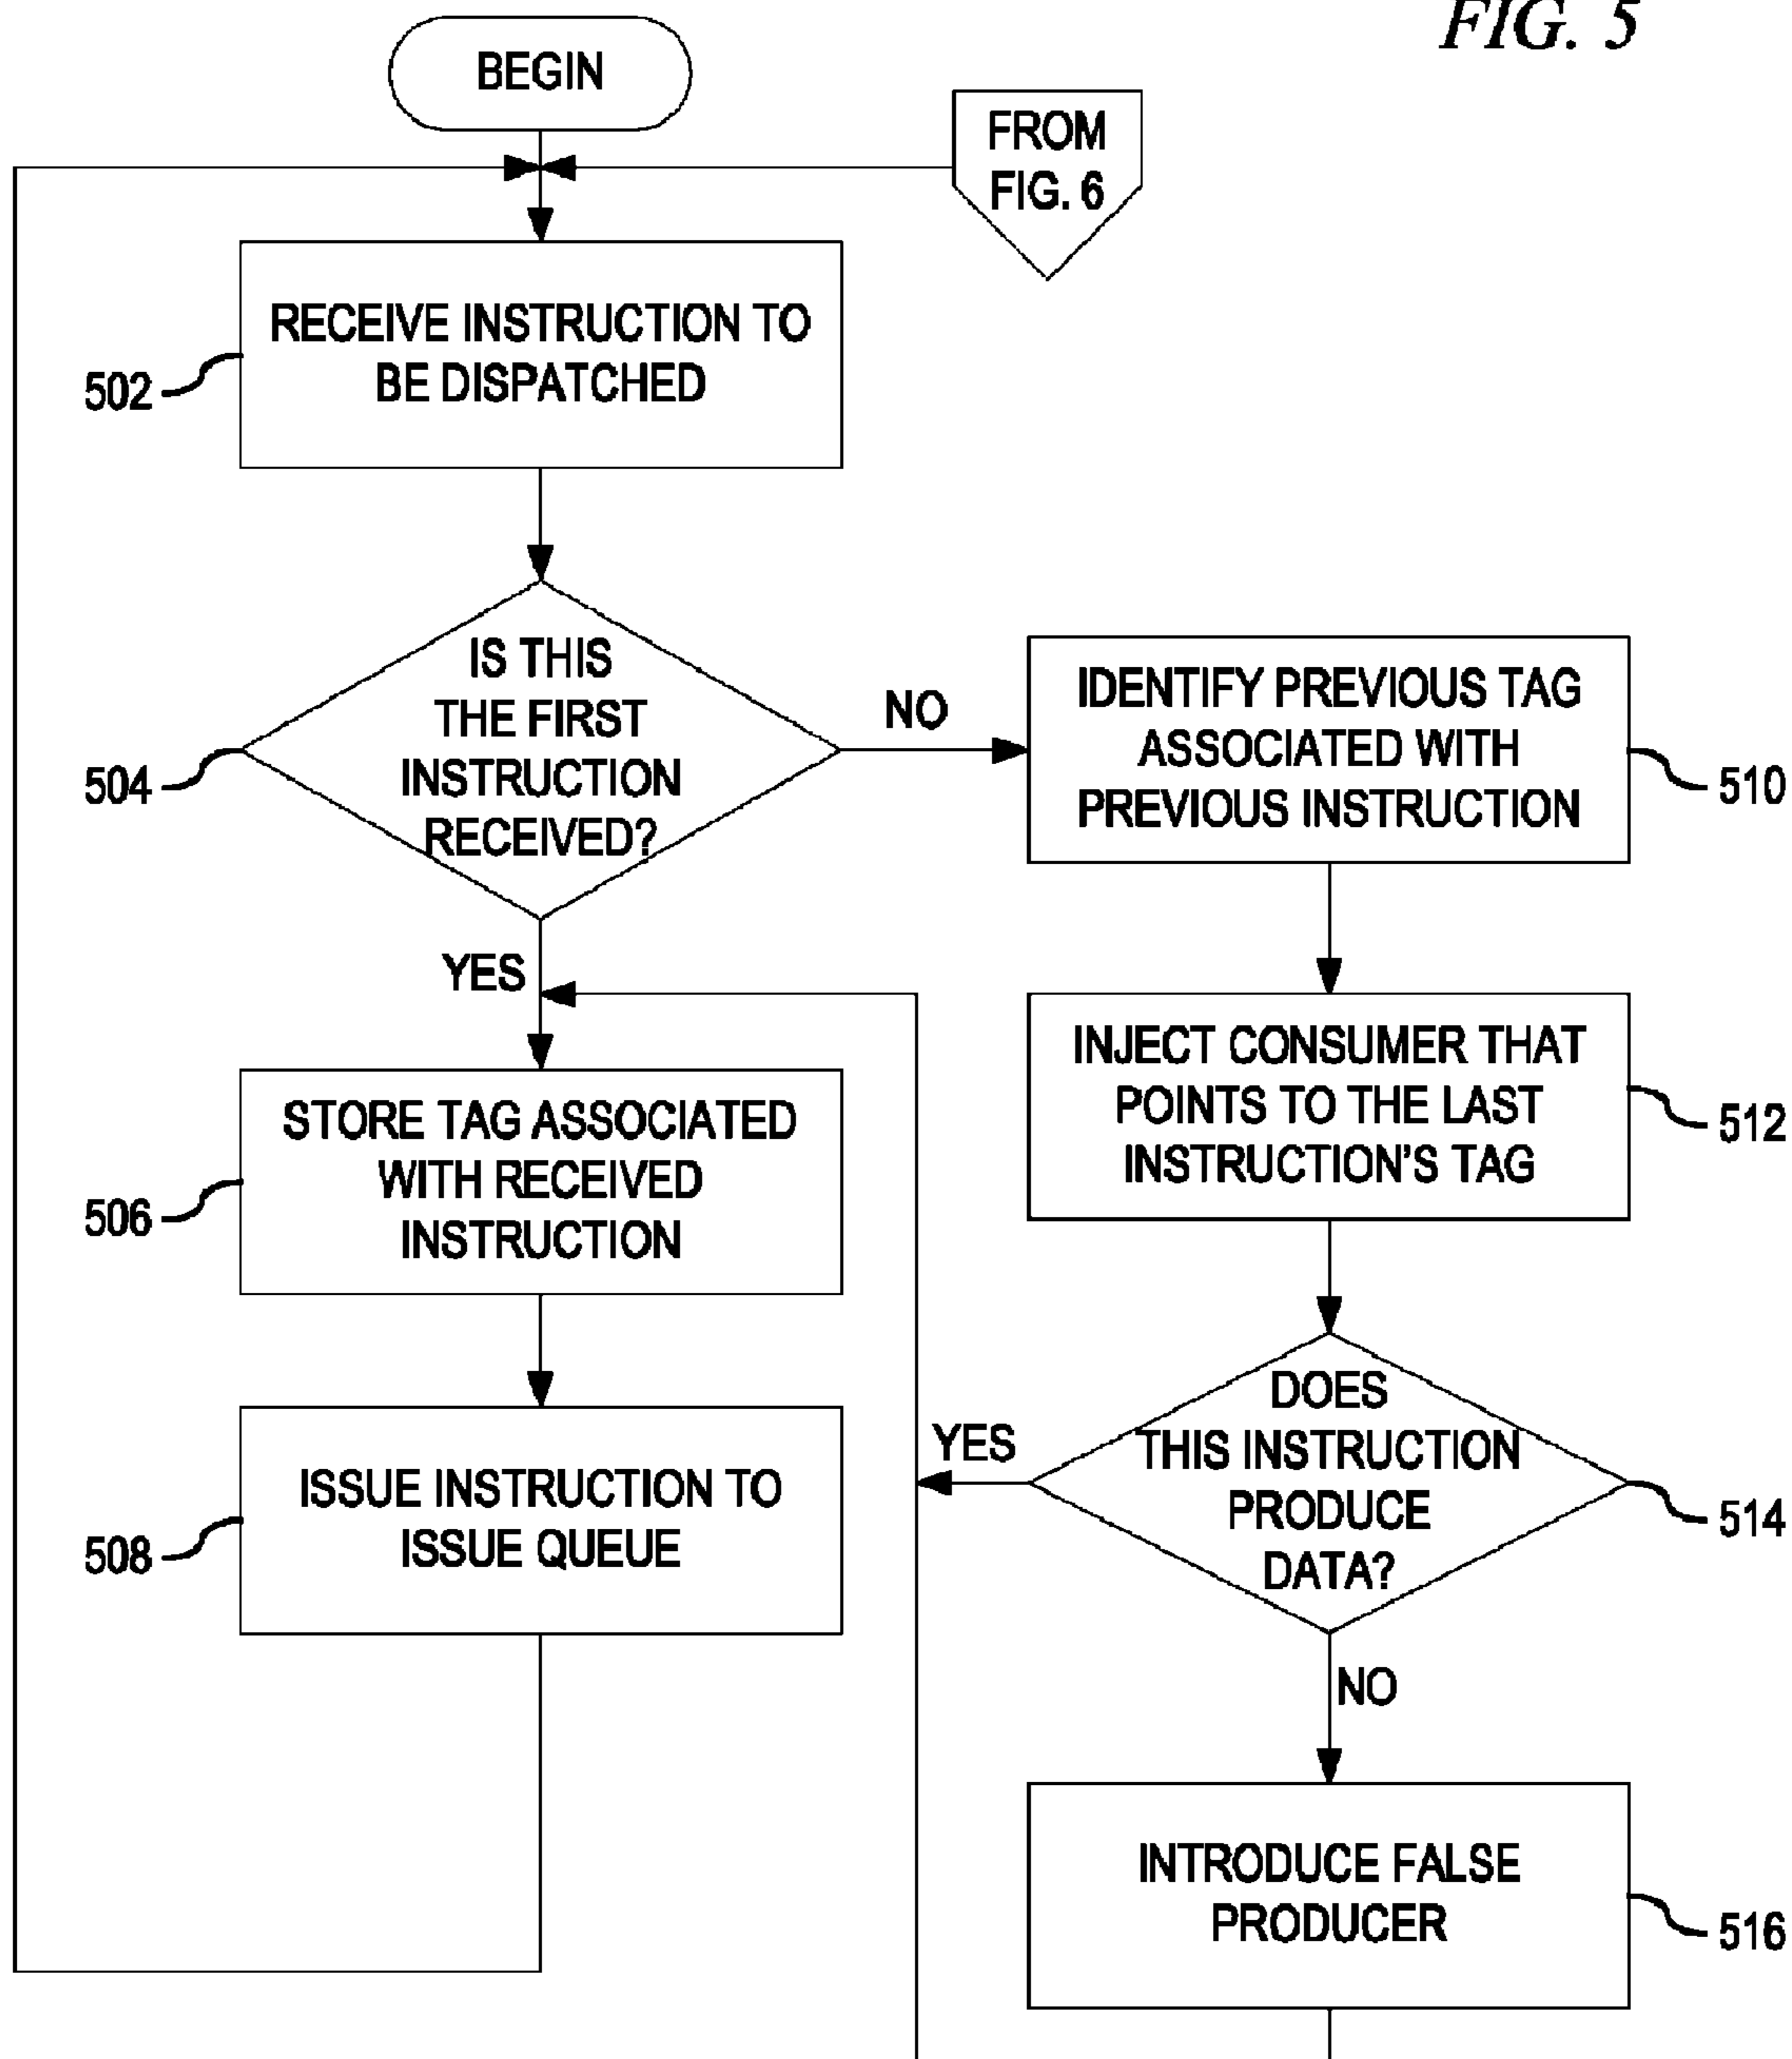 FIG. 5
BEGIN
FROM
FIG. 6
RECEIVE INSTRUCTION TO
BE DISPATCHED
502
IS THIS
THE FIRST
INSTRUCTION
RECEIVED?
504
NO
IDENTIFY PREVIOUS TAG
ASSOCIATED WITH
PREVIOUS INSTRUCTION
510
YES
INJECT CONSUMER THAT
POINTS TO THE LAST
INSTRUCTION'S TAG
512
STORE TAG ASSOCIATED
WITH RECEIVED
INSTRUCTION
506
DOES
THIS INSTRUCTION
PRODUCE
DATA?
514
YES
ISSUE INSTRUCTION TO
ISSUE QUEUE
508
NO
INTRODUCE FALSE
PRODUCER
516